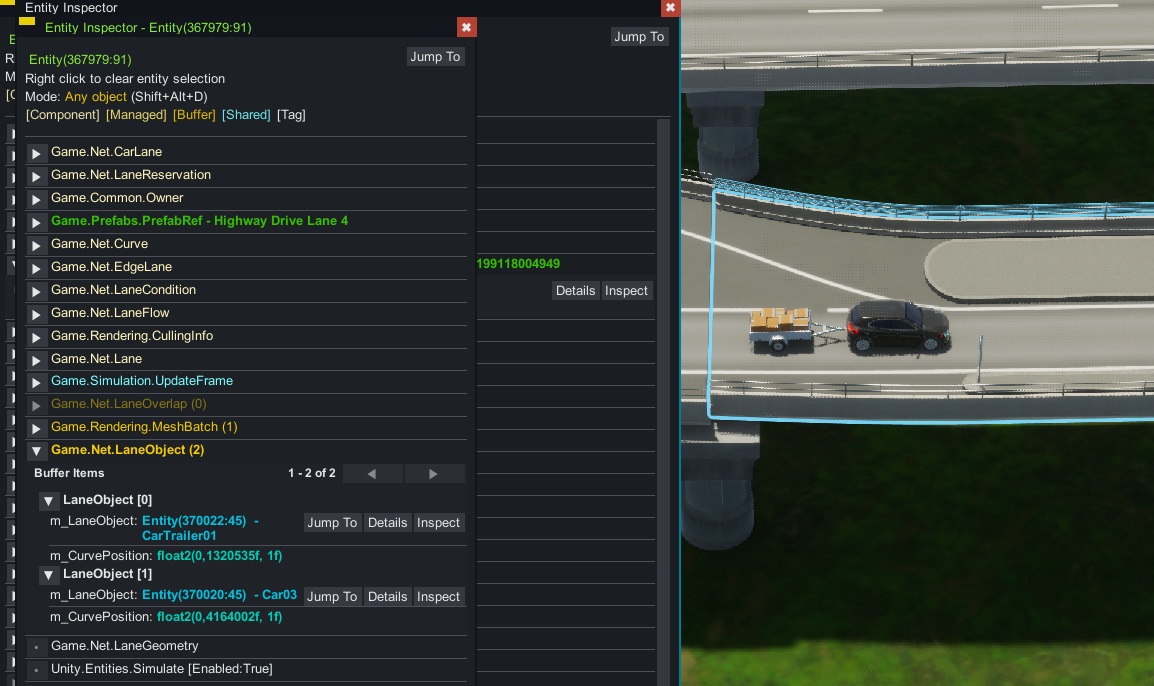 Entity Inspector
Entity Inspector - Entity(367979:91)
Jump To
Entity(367979:91)
Jump To
Right click to clear entity selection
Mode: Any object (Shift+Alt+D)
[Component] [Managed] [Buffer] [Shared] [Tag]
Game.Net.CarLane
Game.Net.LaneReservation
Game.Common.Owner
Game.Prefabs.PrefabRef - Highway Drive Lane 4
Game.Net.Curve
Game.Net.EdgeLane
199118004949
Game.Net.LaneCondition
Details Inspect
Game.Net.LaneFlow
Game.Rendering.CullingInfo
Game.Net.Lane
Game.Simulation.UpdateFrame
Game.Net.LaneOverlap (0)
Game.Rendering.MeshBatch (1)
Game.Net.LaneObject (2)
Buffer Items 1 - 2 of 2
LaneObject [0]
m_LaneObject: Entity(370022:45) - Jump To Details Inspect
CarTrailer01
m_CurvePosition: float2(0,1320535f, 1f)
LaneObject [1]
m_LaneObject: Entity(370020:45) - Car03 Jump To Details Inspect
m_CurvePosition: float2(0,4164002f, 1f)
Game.Net.LaneGeometry
Unity.Entities.Simulate [Enabled:True]